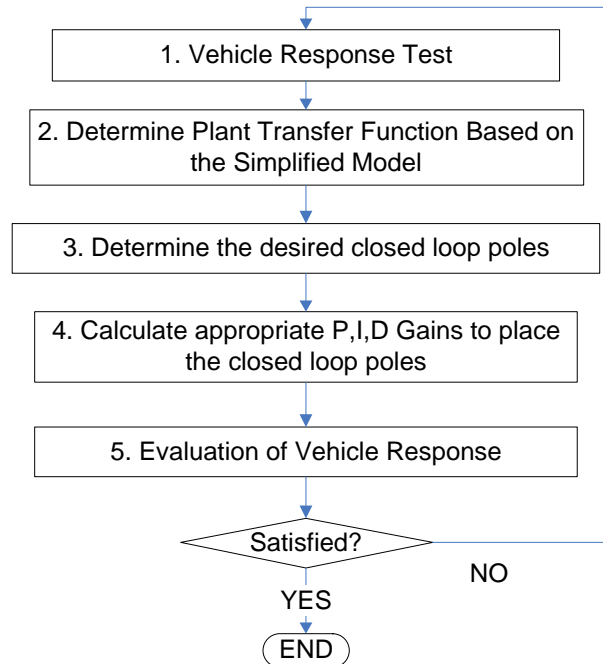 1. Vehicle Response Test
2. Determine Plant Transfer Function Based on
the Simplified Model
3. Determine the desired closed loop poles
4. Calculate appropriate P,I,D Gains to place
the closed loop poles
5. Evaluation of Vehicle Response
Satisfied?
NO
YES
END